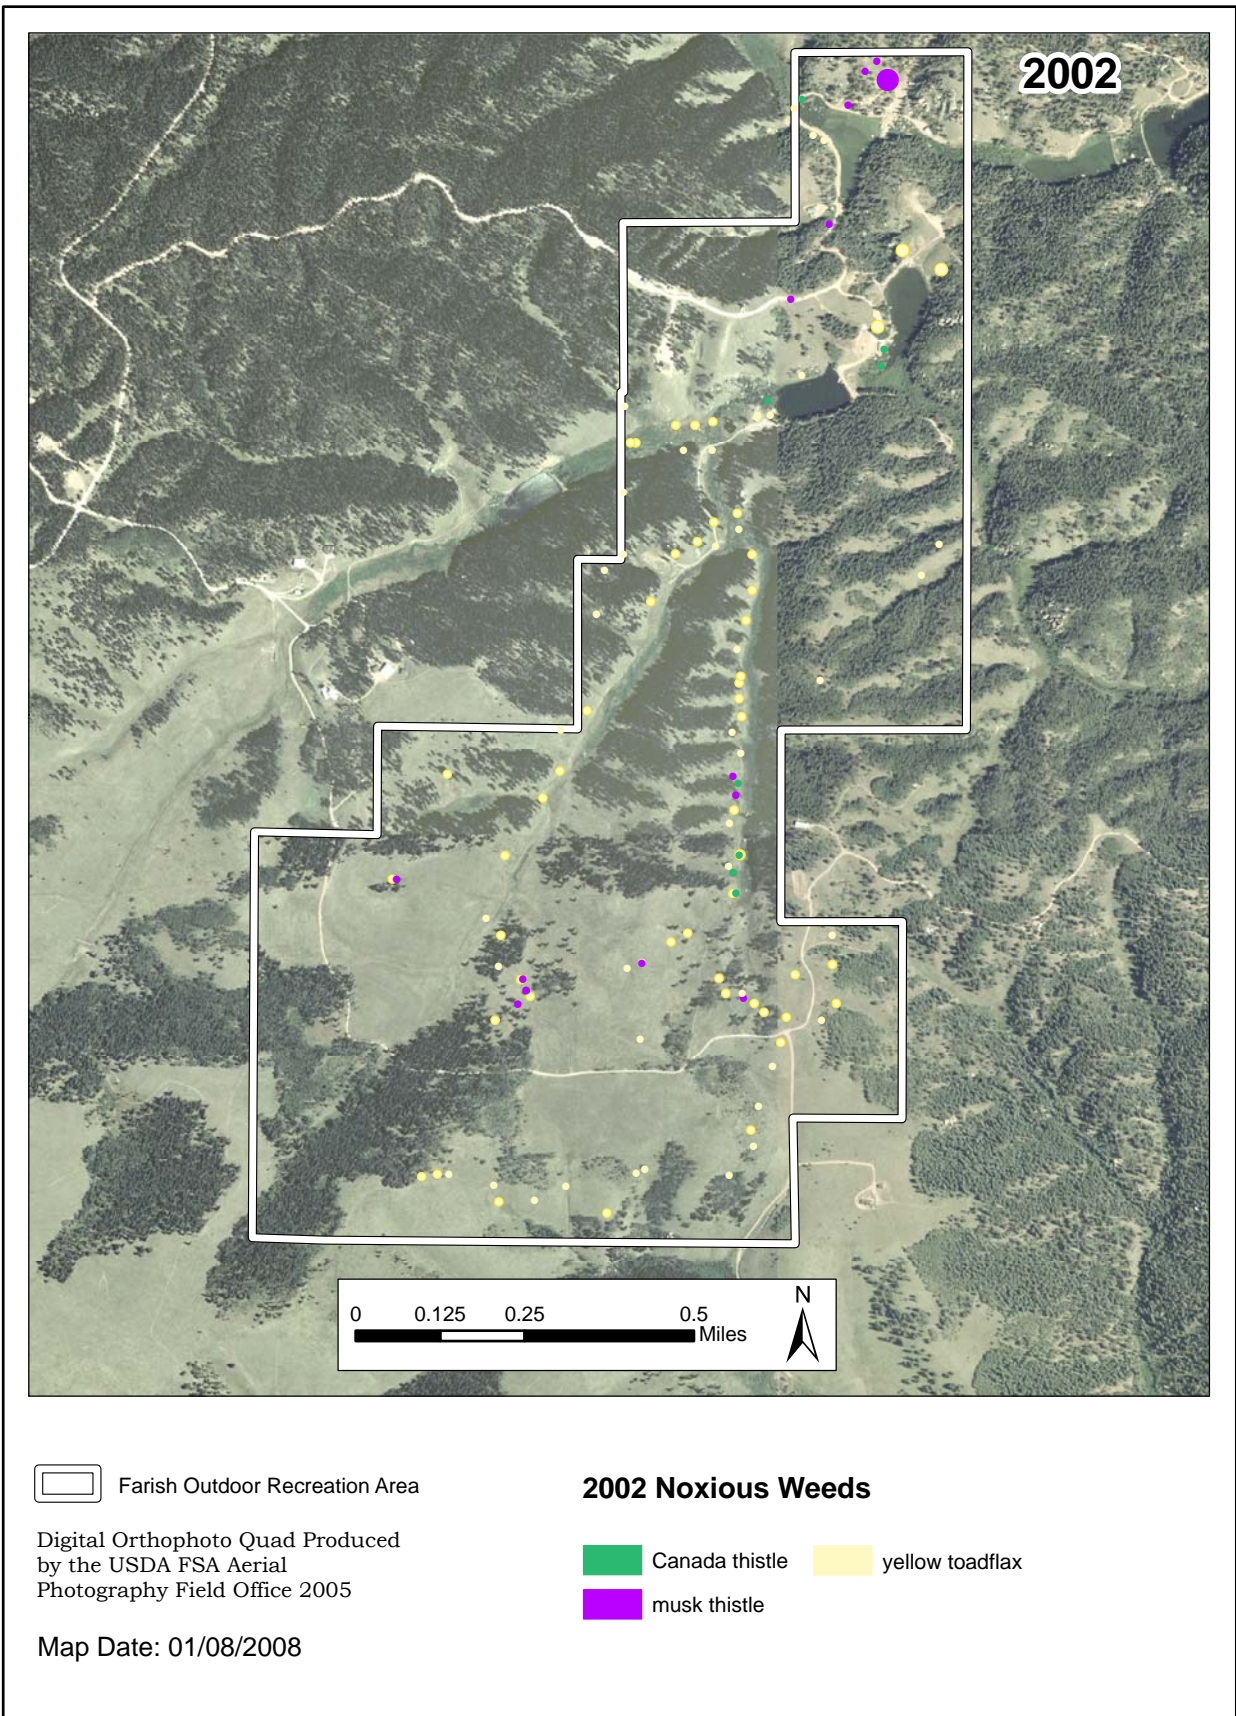 2002
0 0.125 0.25 0.5
Miles
N
Farish Outdoor Recreation Area
Digital Orthophoto Quad Produced
by the USDA FSA Aerial
Photography Field Office 2005
Map Date: 01/08/2008
2002 Noxious Weeds
Canada thistle yellow toadflax
musk thistle